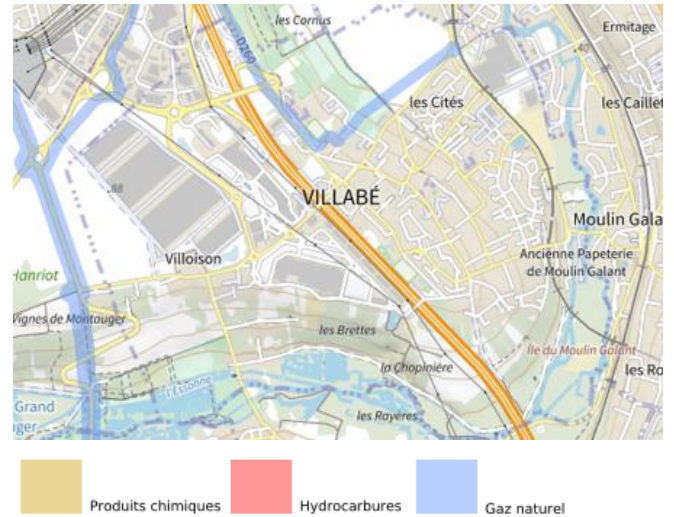 les Cornus
Ermitage
D260
40
les Cités
les Caillet
88
VILLABÉ
Moulin Gala
Villoison
Ancienne Papeterie
de Moulin Galant
Hanriot
Vignes de Montauger
les Brettes
Île du Moulin Galant
la Chopinière
les Ro
l'Essonne
Grand
ger
les Rayères
Produits chimiques
Hydrocarbures
Gaz naturel